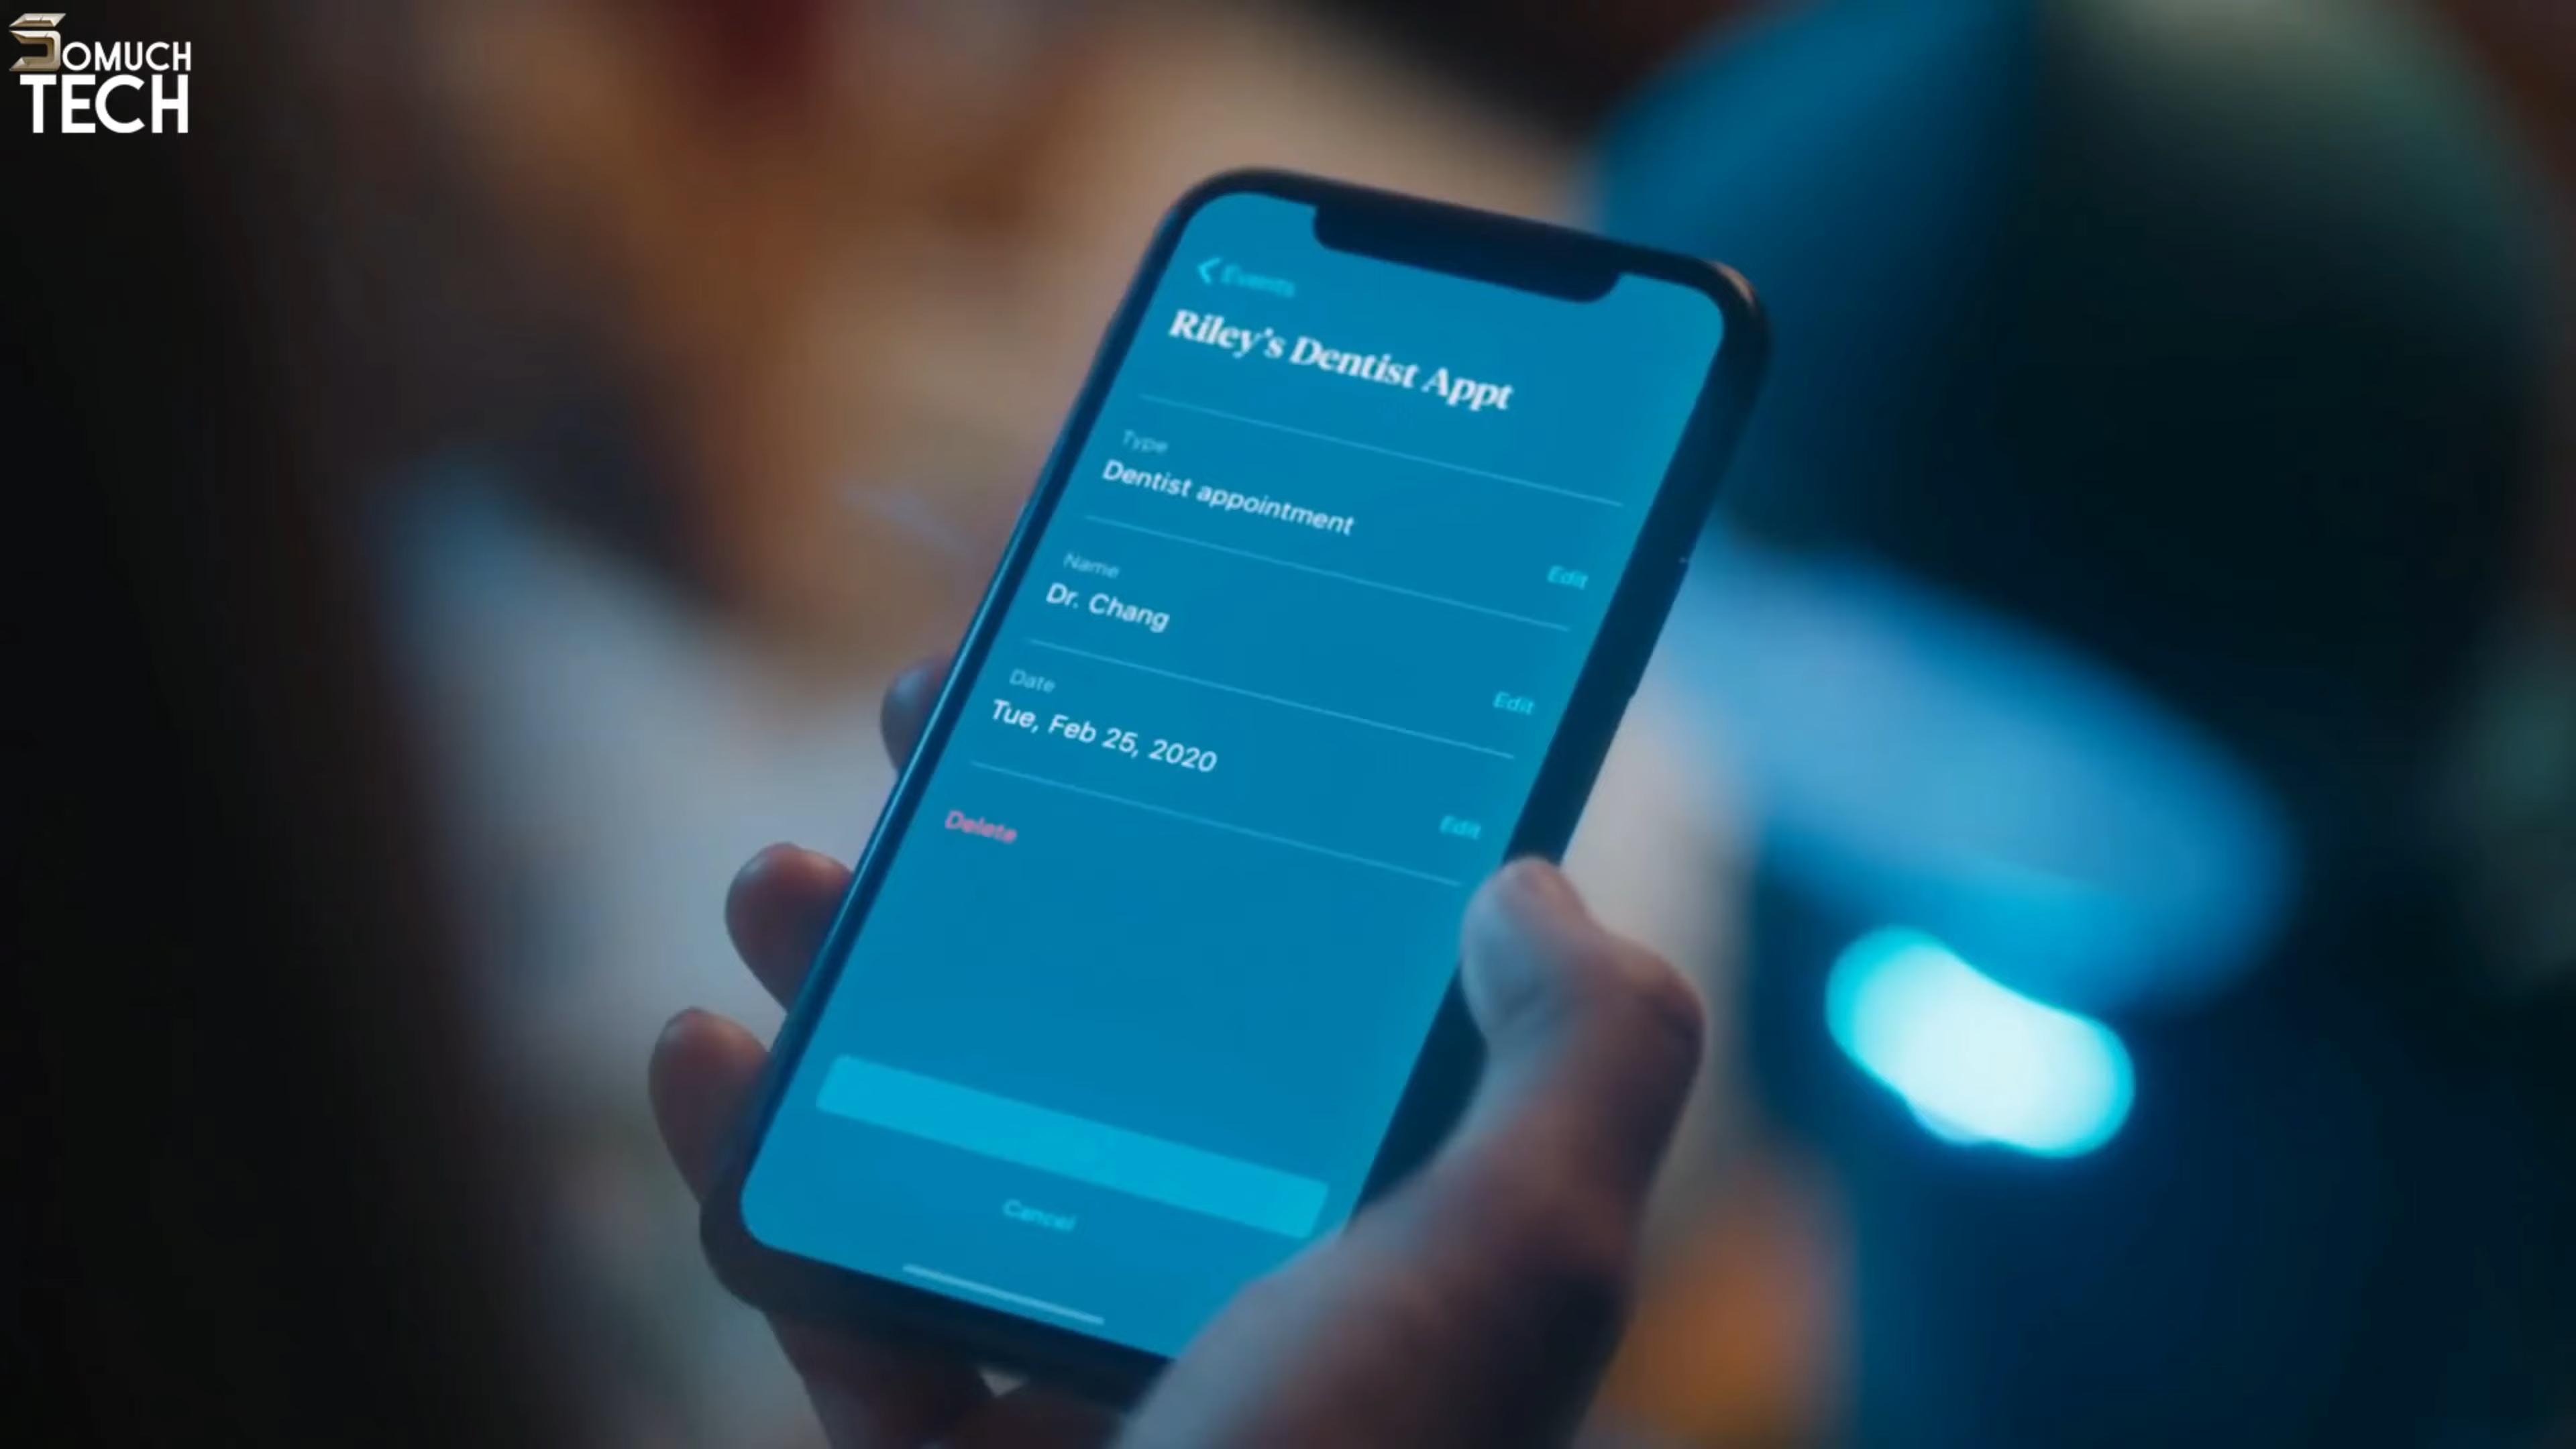 SOMUCH
TECH
Events
Riley's Dentist Appt
Type
Dentist appointment
Edit
Name
Dr. Chang
Edit
Date
Tue, Feb 25, 2020
Edit
Delete
Cancel